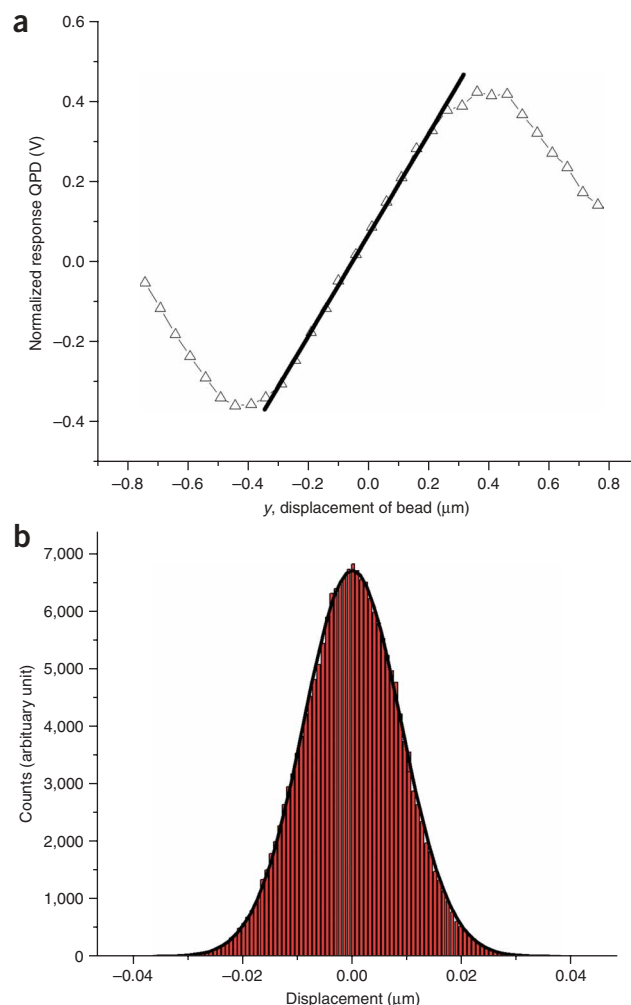 a
0.6
0.4
0.2
0.0
–0.2
–0.4
Normalized response QPD (V)
–0.8 –0.6 –0.4 –0.2 0.0 0.2 0.4 0.6 0.8
y, displacement of bead (μm)
b
7,000
6,000
5,000
4,000
3,000
2,000
1,000
0
Counts (arbituary unit)
–0.04 –0.02 0.00 0.02 0.04
Displacement (μm)